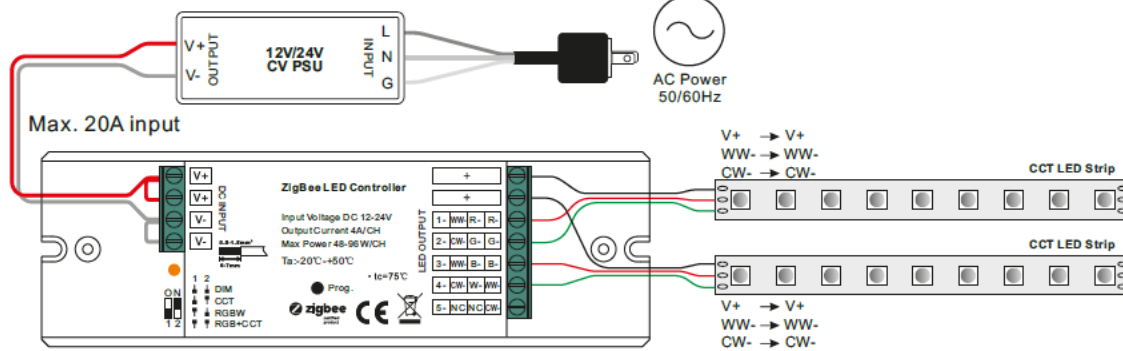 V+
V-
OUTPUT
12V/24V
CV PSU
INPUT
L
N
G
AC Power
50/60Hz
Max. 20A input
V+
V+
V-
V-
DC INPUT
6-7mm
ON
1 2
1 2
DIM
CCT
RGBW
RGB+CCT
ZigBee LED Controller
Input Voltage DC 12-24V
Output Current 4A/CH
Max Power 48-96W/CH
Ta:-20°C-+50°C
• tc=75°C
Prog.
zigbee
certified
product
CE
LED OUTPUT
+
+
1- WW- R- R-
2- CW- G- G-
3- WW- B- B-
4- CW- W- WW-
5- NC NC CW-
V+ → V+
WW- → WW-
CW- → CW-
CCT LED Strip
CCT LED Strip
V+ → V+
WW- → WW-
CW- → CW-